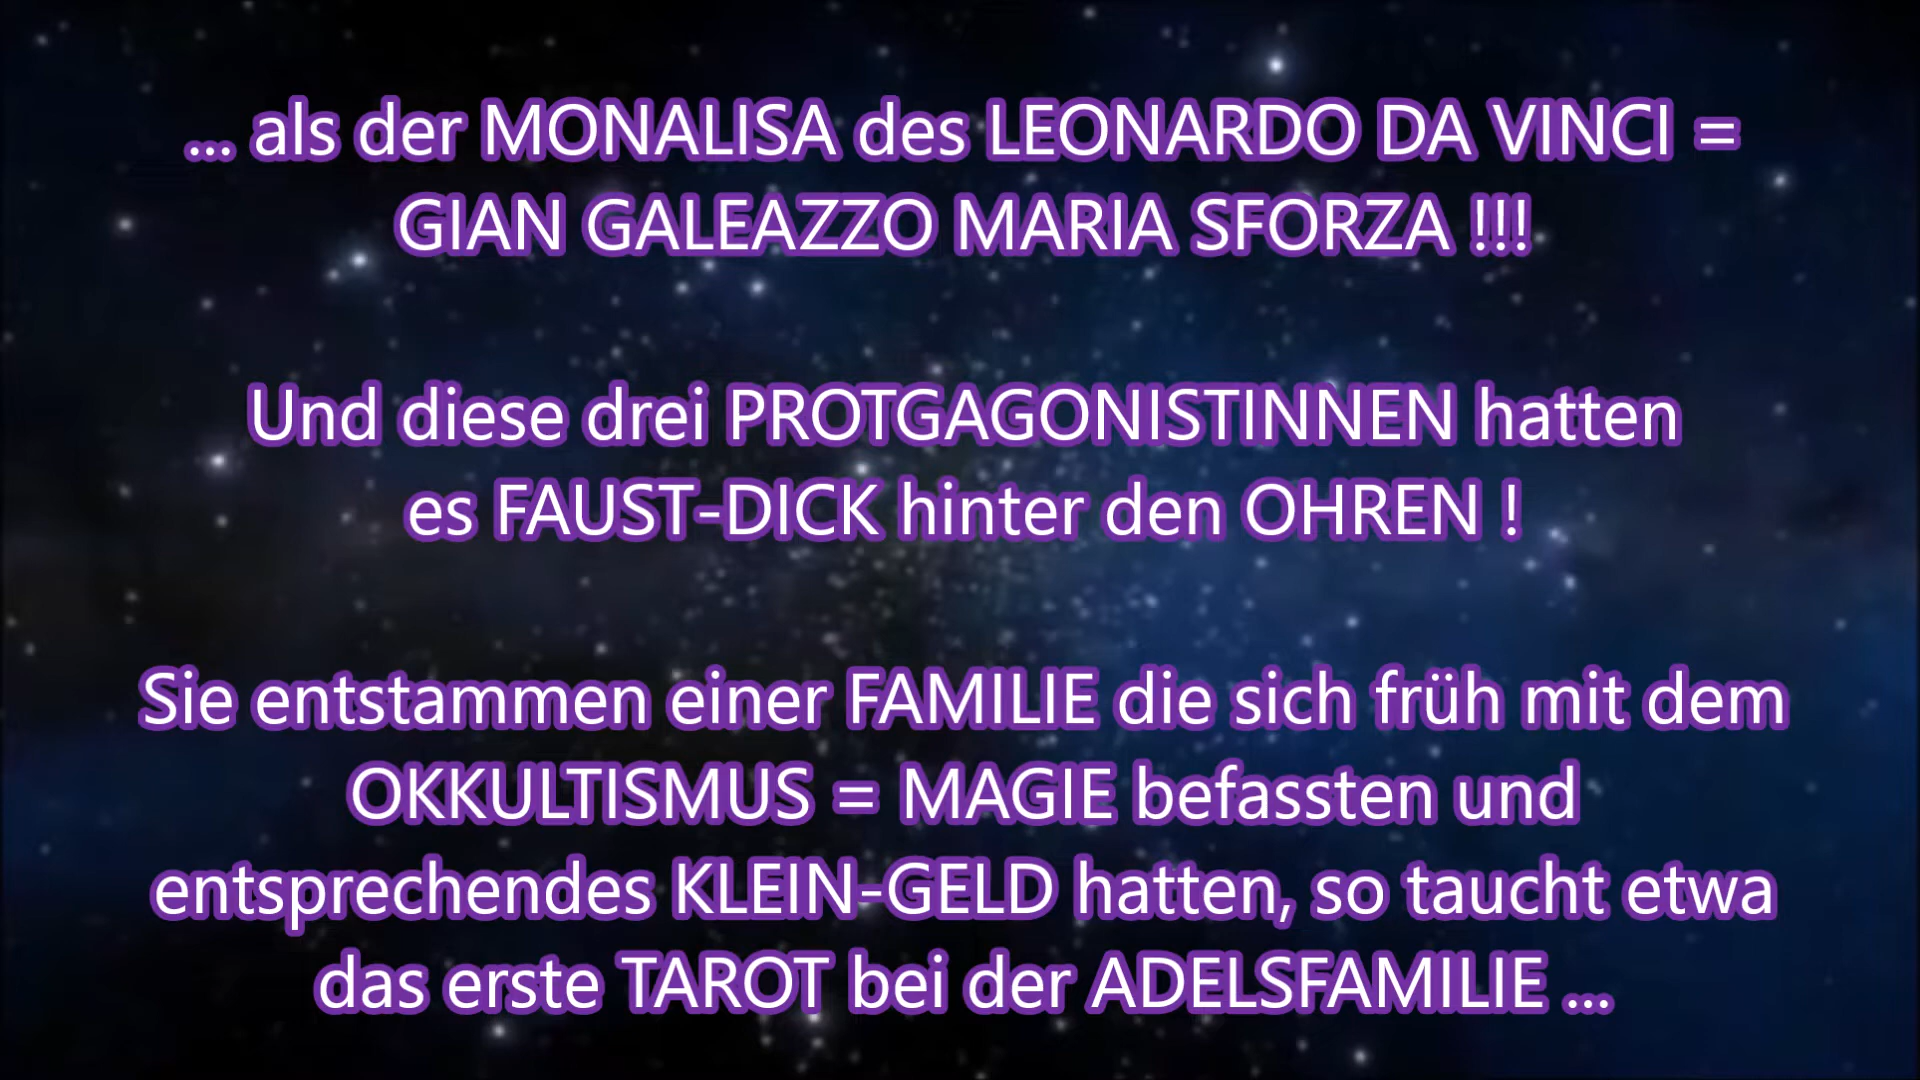 ... als der MONALISA des LEONARDO DA VINCI =
GIAN GALEAZZO MARIA SFORZA !!!
Und diese drei PROTGAGONISTINNEN hatten
es FAUST-DICK hinter den OHREN !
Sie entstammen einer FAMILIE die sich früh mit dem
OKKULTISMUS = MAGIE befassten und
entsprechendes KLEIN-GELD hatten, so taucht etwa
das erste TAROT bei der ADELSFAMILIE ...